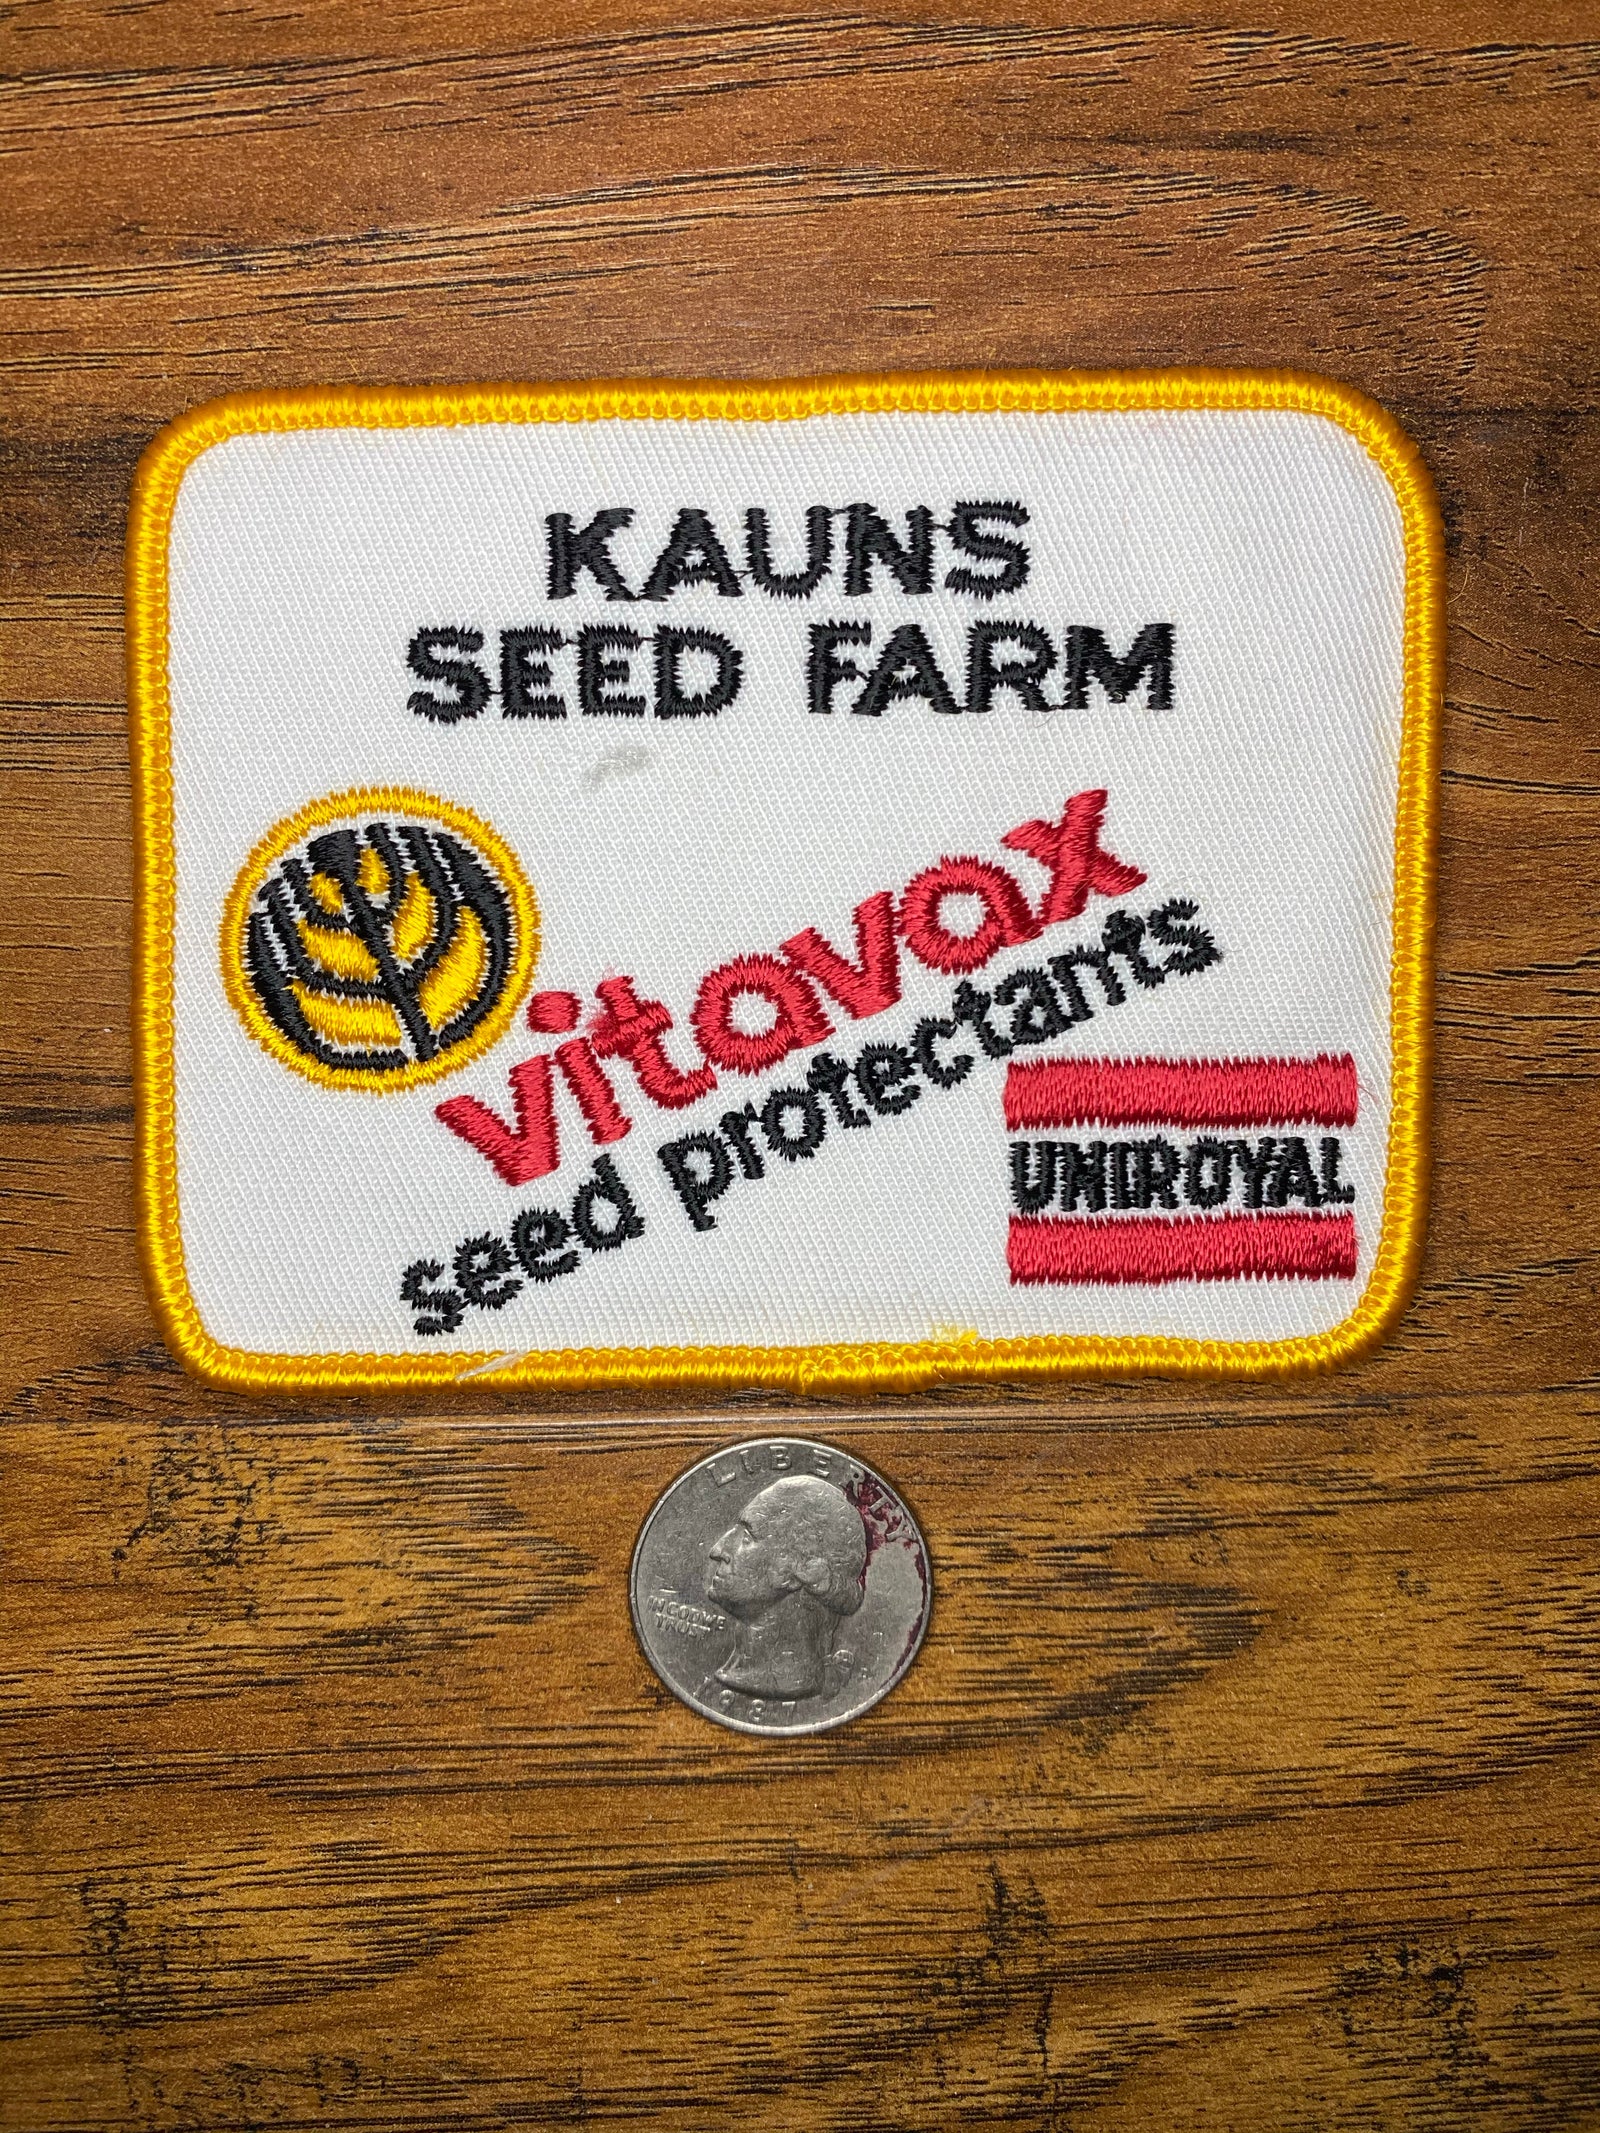 KAUNS
SEED FARM
vitavax
seed protectants
UNIROYAL
LIBERTY
IN GOD WE
TRUST
1987